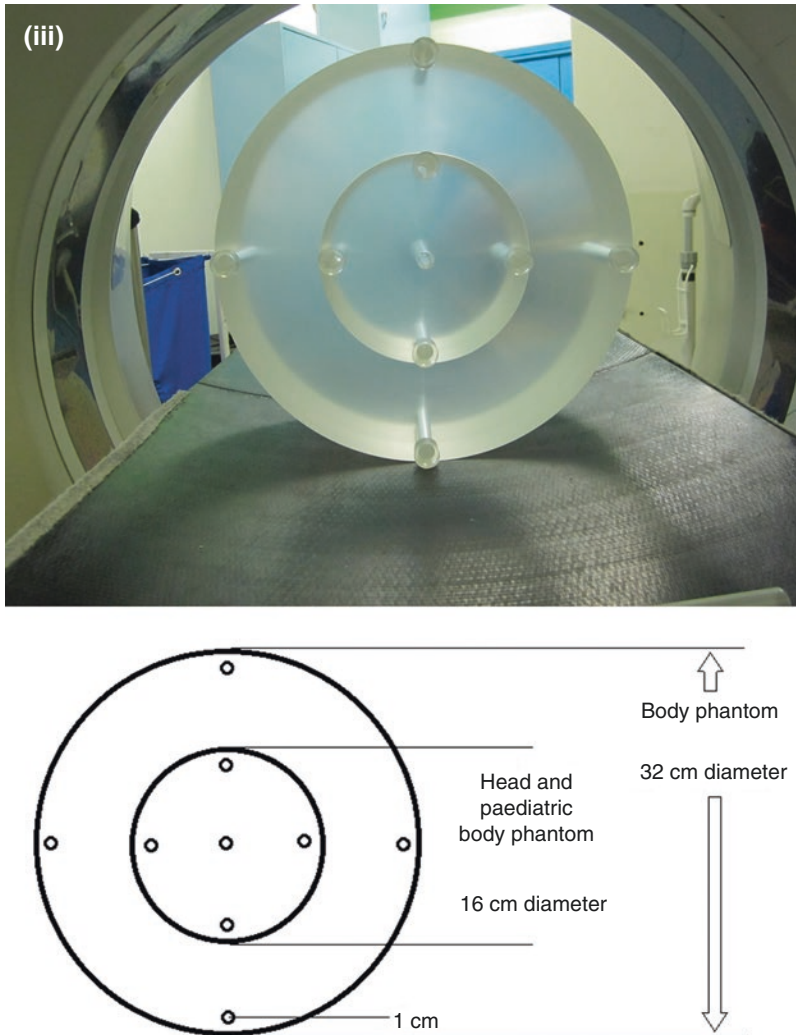 (iii)
Body phantom
32 cm diameter
Head and
paediatric
body phantom
16 cm diameter
1 cm